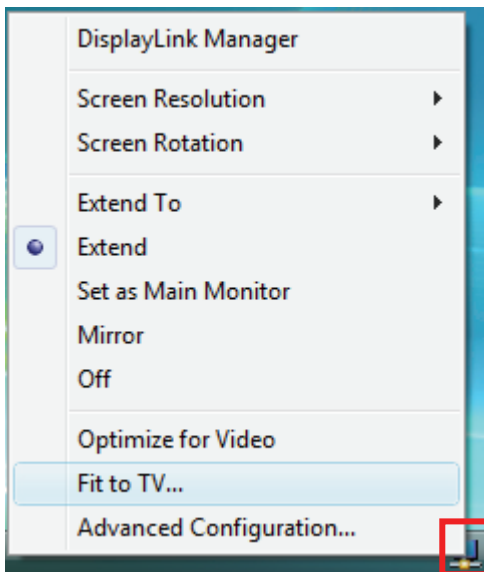 DisplayLink Manager
Screen Resolution
Screen Rotation
Extend To
Extend
Set as Main Monitor
Mirror
Off
Optimize for Video
Fit to TV...
Advanced Configuration...